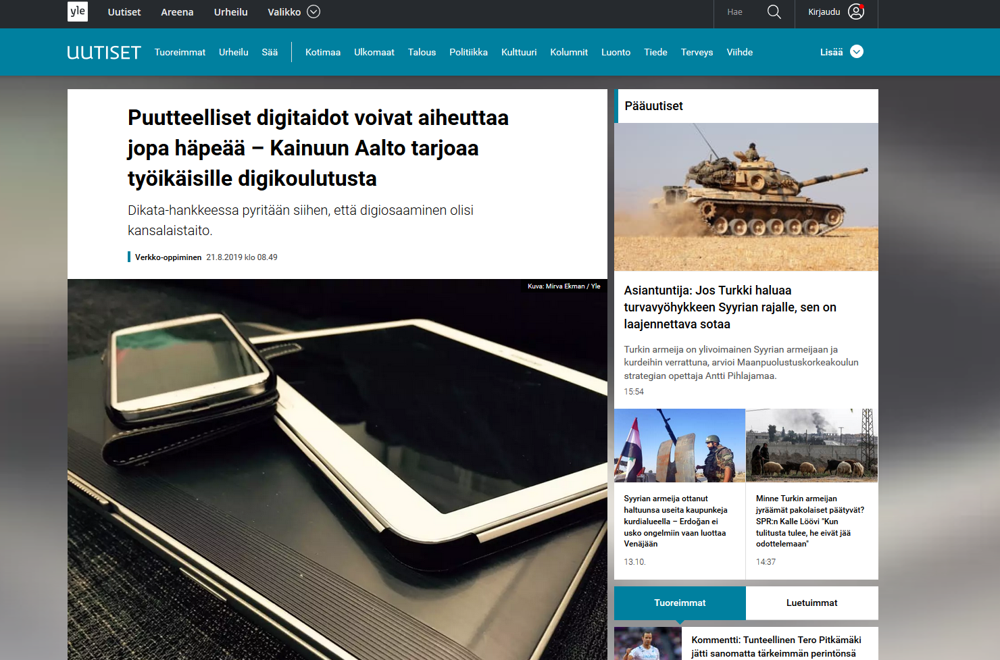 yle
Uutiset
Areena
Urheilu
Valikko
Hae
Kirjaudu
UUTISET
Tuoreimmat
Urheilu
Sää
Kotimaa
Ulkomaat
Talous
Politiikka
Kulttuuri
Kolumnit
Luonto
Tiede
Terveys
Viihde
Lisää
Puutteelliset digitaidot voivat aiheuttaa
jopa häpeää – Kainuun Aalto tarjoaa
työikäisille digikoulutusta
Dikata-hankkeessa pyritään siihen, että digiosaaminen olisi
kansalaistaito.
Verkko-oppiminen 21.8.2019 klo 08.49
Kuva: Mirva Ekman / Yle
Pääuutiset
Asiantuntija: Jos Turkki haluaa
turvavyöhykkeen Syyrian rajalle, sen on
laajennettava sotaa
Turkin armeija on ylivoimainen Syyrian armeijaan ja
kurdeihin verrattuna, arvioi Maanpuolustuskorkeakoulun
strategian opettaja Antti Pihlajamaa.
15:54
Syyrian armeija ottanut
haltuunsa useita kaupunkeja
kurdialueella – Erdoğan ei
usko ongelmiin vaan luottaa
Venäjään
13.10.
Minne Turkin armeijan
jyräämät pakolaiset päätyvät?
SPR:n Kalle Löövi "Kun
tulitusta tulee, he eivät jää
odottelemaan"
14:37
Tuoreimmat
Luetuimmat
Kommentti: Tunteellinen Tero Pitkämäki
jätti sanomatta tärkeimmän perintönsä